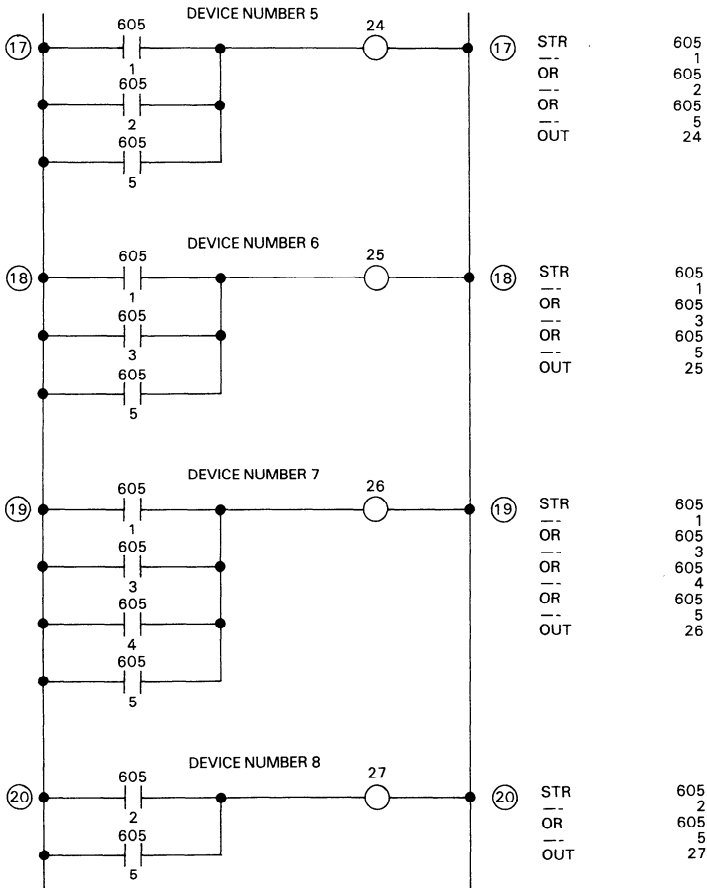 DEVICE NUMBER 5
605
24
17
17
1
605
2
605
5
STR 605
—- 1
OR 605
—- 2
OR 605
—- 5
OUT 24
DEVICE NUMBER 6
605
25
18
18
1
605
3
605
5
STR 605
—- 1
OR 605
—- 3
OR 605
—- 5
OUT 25
DEVICE NUMBER 7
605
26
19
19
1
605
3
605
4
605
5
STR 605
—- 1
OR 605
—- 3
OR 605
—- 4
OR 605
—- 5
OUT 26
DEVICE NUMBER 8
605
27
20
20
2
605
5
STR 605
—- 2
OR 605
—- 5
OUT 27